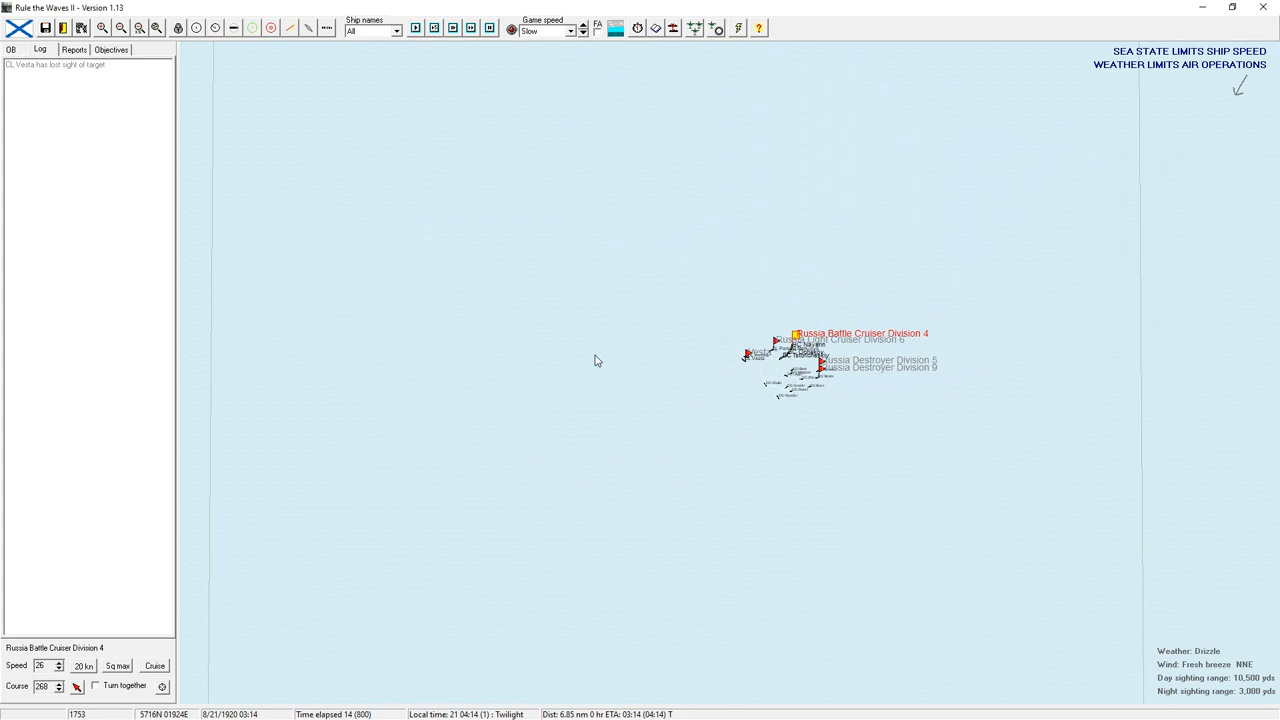 Rule the Waves II - Version 1.13
Ship names
All
Game speed
Slow
FA
OB
Log
Reports
Objectives
CL Vesta has lost sight of target
SEA STATE LIMITS SHIP SPEED
WEATHER LIMITS AIR OPERATIONS
Russia Battle Cruiser Division 4
Russia Light Cruiser Division 6
Russia Destroyer Division 5
Russia Destroyer Division 9
Russia Battle Cruiser Division 4
Speed
26
20 kn
Sq max
Cruise
Course
268
Turn together
Weather: Drizzle
Wind: Fresh breeze NNE
Day sighting range: 10,500 yds
Night sighting range: 3,000 yds
1753
5716N 01924E
8/21/1920 03:14
Time elapsed 14 (800)
Local time: 21 04:14 (1) : Twilight
Dist: 6.85 nm 0 hr ETA: 03:14 (04:14) T